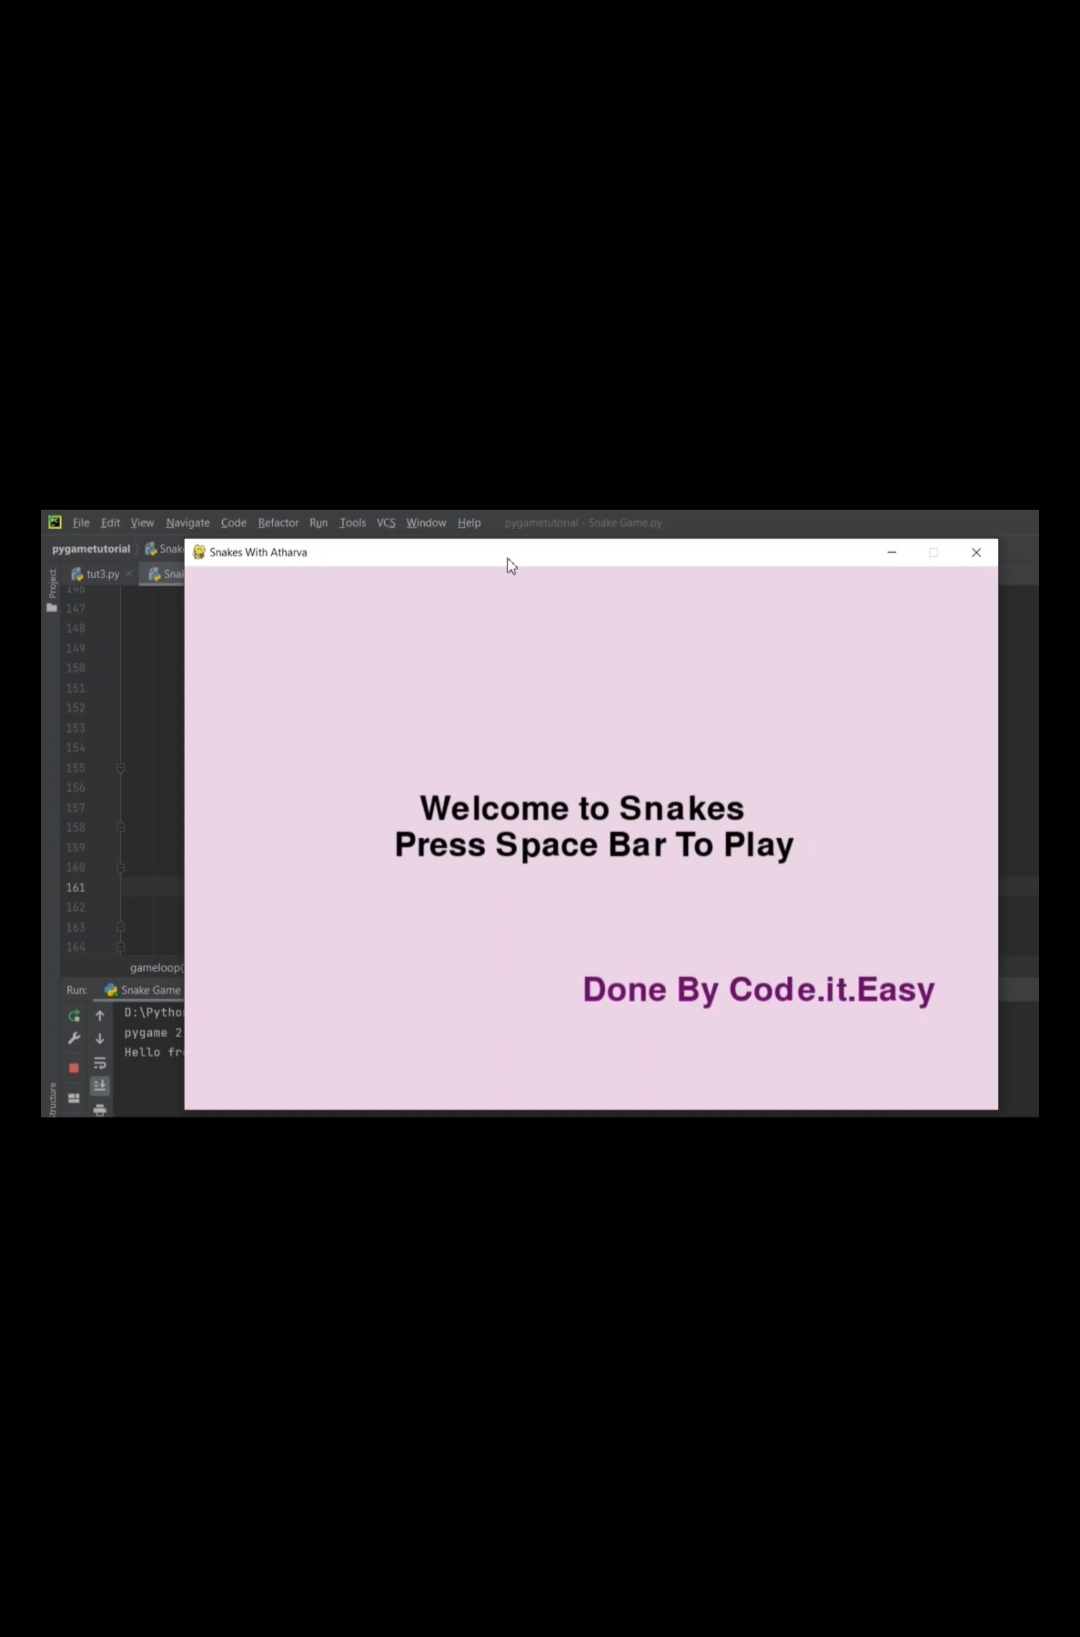 File Edit View Navigate Code Refactor Run Tools VCS Window Help pygametutorial - Snake Game.py
pygametutorial
Snakes With Atharva
Project
tut3.py
146
147
148
149
150
151
152
153
154
155
156
157
158
159
160
161
162
163
164
Welcome to Snakes
Press Space Bar To Play
Done By Code.it.Easy
gameloop(
Run: Snake Game
D:\Pytho
pygame 2
Hello fr